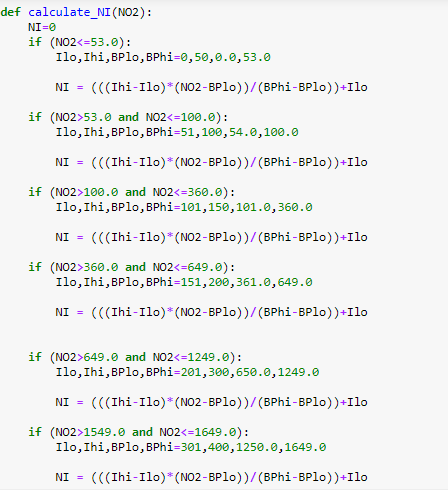 def calculate_NI(NO2):
    NI=0
    if (NO2<=53.0):
        Ilo,Ihi,BPlo,BPhi=0,50,0.0,53.0
        NI = (((Ihi-Ilo)*(NO2-BPlo))/(BPhi-BPlo))+Ilo
    if (NO2>53.0 and NO2<=100.0):
        Ilo,Ihi,BPlo,BPhi=51,100,54.0,100.0
        NI = (((Ihi-Ilo)*(NO2-BPlo))/(BPhi-BPlo))+Ilo
    if (NO2>100.0 and NO2<=360.0):
        Ilo,Ihi,BPlo,BPhi=101,150,101.0,360.0
        NI = (((Ihi-Ilo)*(NO2-BPlo))/(BPhi-BPlo))+Ilo
    if (NO2>360.0 and NO2<=649.0):
        Ilo,Ihi,BPlo,BPhi=151,200,361.0,649.0
        NI = (((Ihi-Ilo)*(NO2-BPlo))/(BPhi-BPlo))+Ilo
    if (NO2>649.0 and NO2<=1249.0):
        Ilo,Ihi,BPlo,BPhi=201,300,650.0,1249.0
        NI = (((Ihi-Ilo)*(NO2-BPlo))/(BPhi-BPlo))+Ilo
    if (NO2>1549.0 and NO2<=1649.0):
        Ilo,Ihi,BPlo,BPhi=301,400,1250.0,1649.0
        NI = (((Ihi-Ilo)*(NO2-BPlo))/(BPhi-BPlo))+Ilo